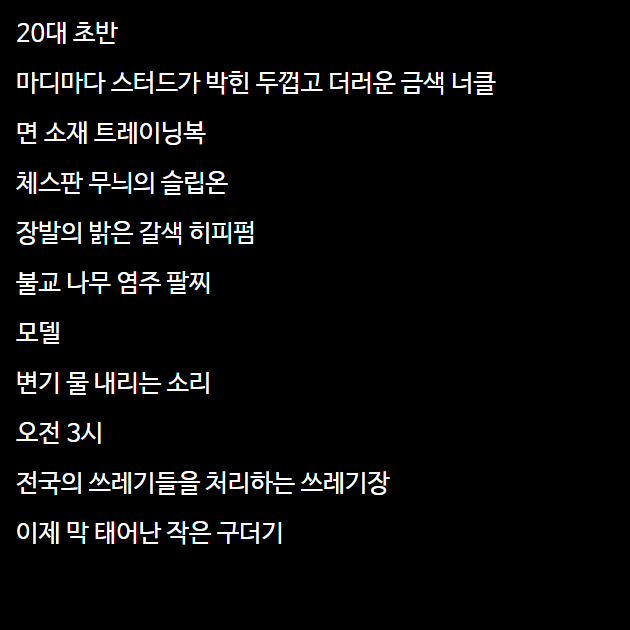 20대 초반
마디마다 스터드가 박힌 두껍고 더러운 금색 너클
면 소재 트레이닝복
체스판 무늬의 슬립온
장발의 밝은 갈색 히피펌
불교 나무 염주 팔찌
모델
변기 물 내리는 소리
오전 3시
전국의 쓰레기들을 처리하는 쓰레기장
이제 막 태어난 작은 구더기